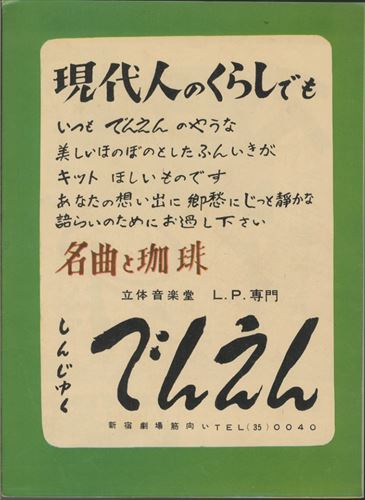 現代人のくらしでも
いつも でんえん のやうな
美しいほのぼのとしたふんいきが
キット ほしいものです
あなたの想い出に 郷愁にじっと靜かな
語らいのためにお過し下さい
名曲と珈琲
立体音楽堂 L.P.専門
しんじゆく
でんえん
新宿劇場筋向い TEL(35)0040